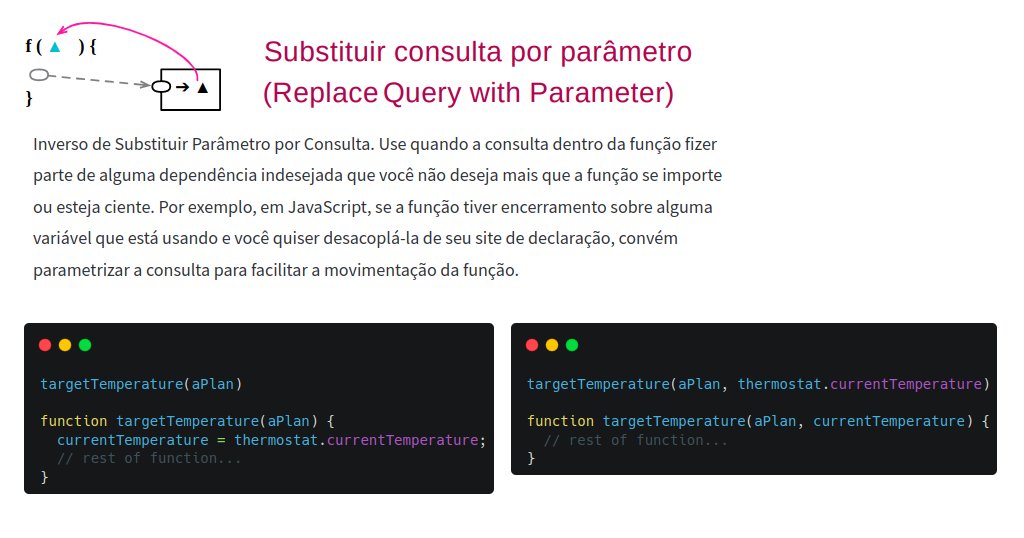 f ( ▲ ) {
➔ ▲
}
Substituir consulta por parâmetro
(Replace Query with Parameter)
Inverso de Substituir Parâmetro por Consulta. Use quando a consulta dentro da função fizer
parte de alguma dependência indesejada que você não deseja mais que a função se importe
ou esteja ciente. Por exemplo, em JavaScript, se a função tiver encerramento sobre alguma
variável que está usando e você quiser desacoplá-la de seu site de declaração, convém
parametrizar a consulta para facilitar a movimentação da função.
targetTemperature(aPlan)
function targetTemperature(aPlan) {
  currentTemperature = thermostat.currentTemperature;
  // rest of function...
}
targetTemperature(aPlan, thermostat.currentTemperature)
function targetTemperature(aPlan, currentTemperature) {
  // rest of function...
}